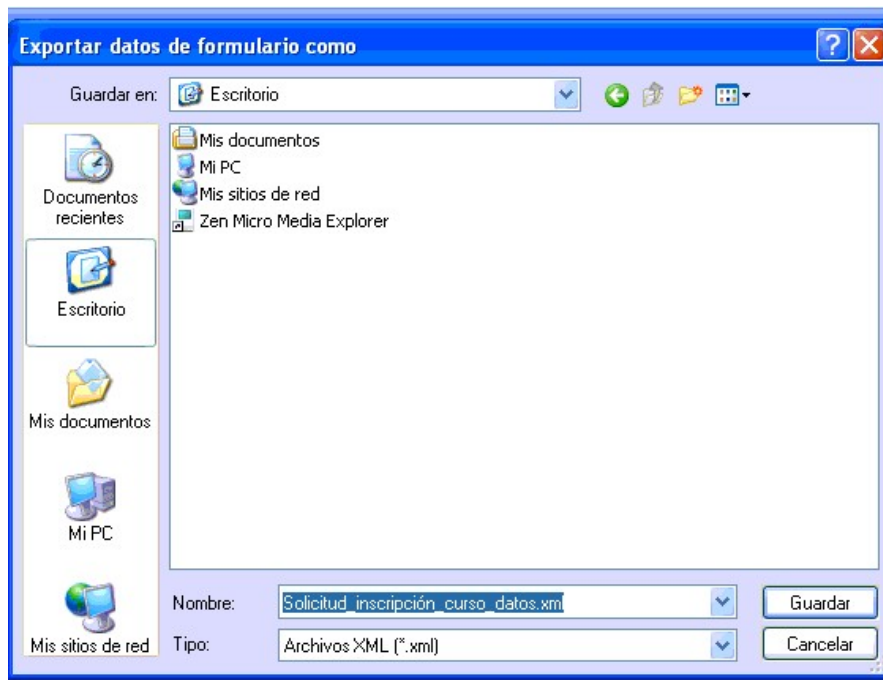 Exportar datos de formulario como
Guardar en:
Escritorio
Documentos
recientes
Escritorio
Mis documentos
Mi PC
Mis sitios de red
Mis documentos
Mi PC
Mis sitios de red
Zen Micro Media Explorer
Nombre:
Solicitud_inscripción_curso_datos.xml
Guardar
Tipo:
Archivos XML (*.xml)
Cancelar